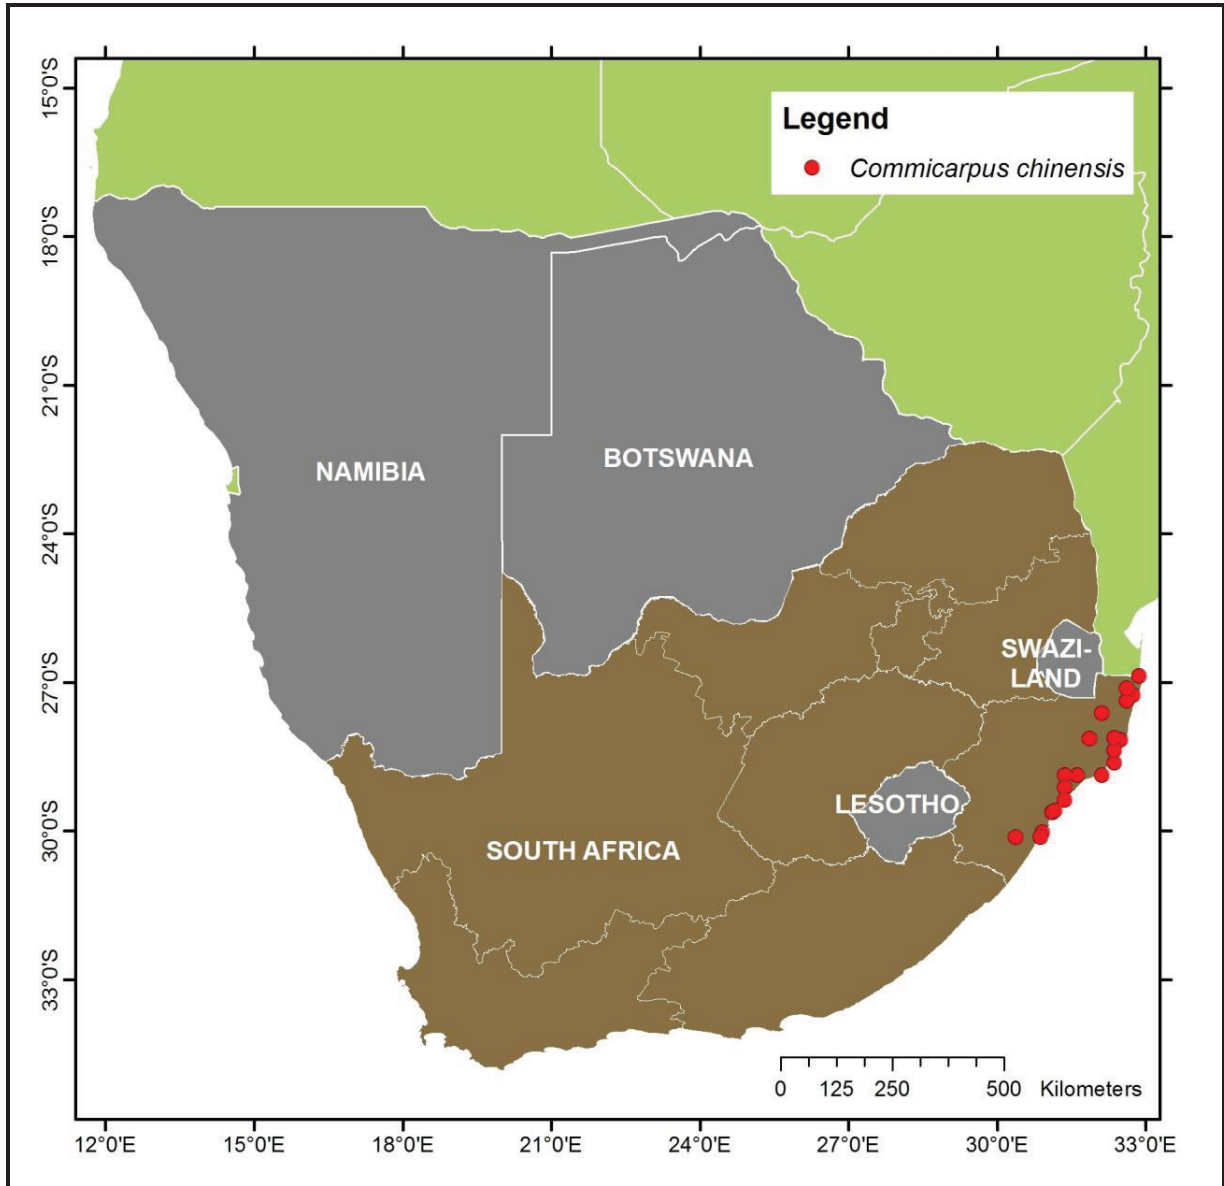 Legend
Commicarpus chinensis
15°0'S
18°0'S
21°0'S
24°0'S
27°0'S
30°0'S
33°0'S
NAMIBIA
BOTSWANA
SWAZI-
LAND
LESOTHO
SOUTH AFRICA
0 125 250 500 Kilometers
12°0'E 15°0'E 18°0'E 21°0'E 24°0'E 27°0'E 30°0'E 33°0'E